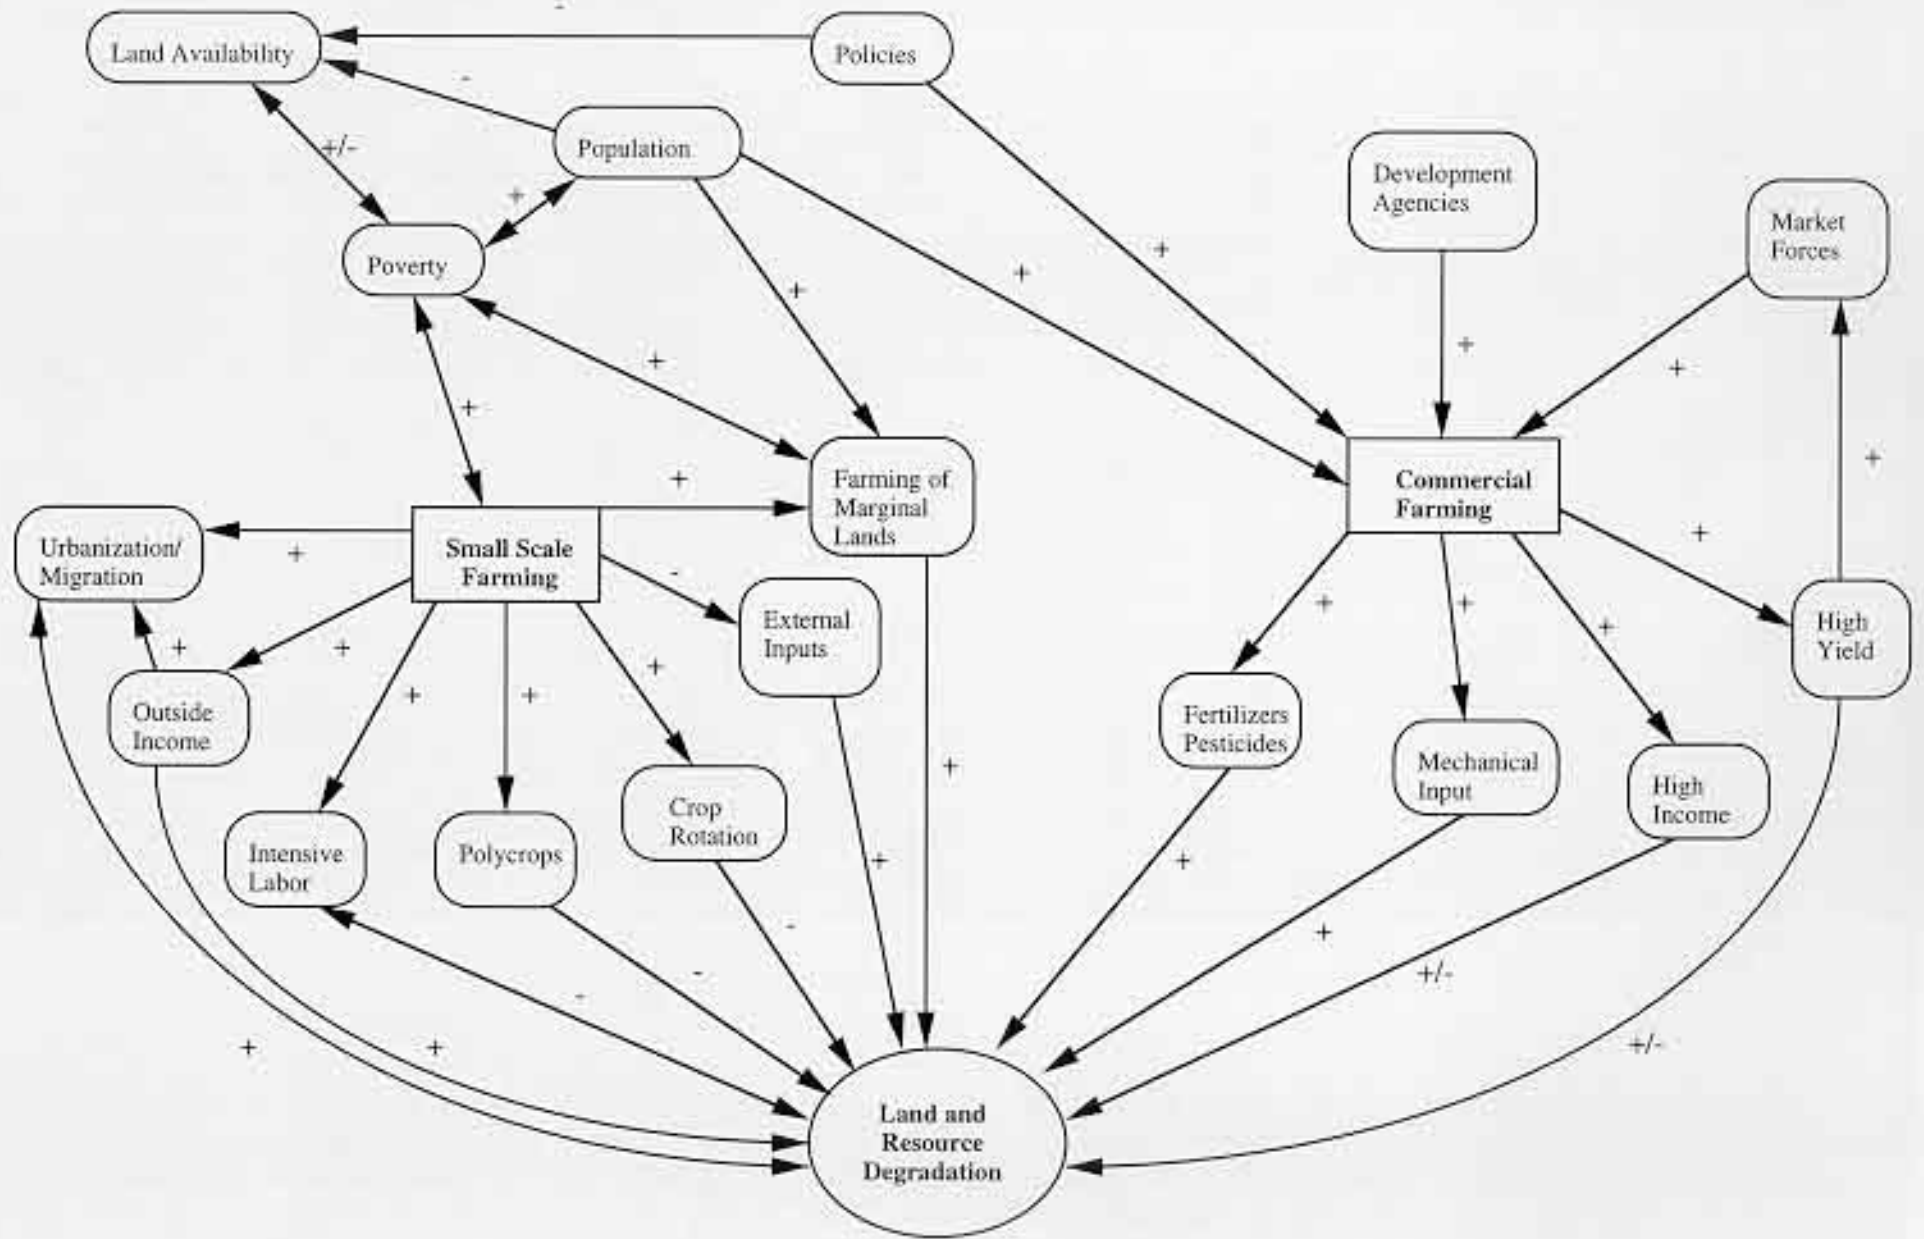 -
Land Availability
Policies
-
Population
+/-
Development
Agencies
+
Market
Forces
Poverty
+
+
+
+
+
+
+
+
Farming of
Marginal
Lands
+
Commercial
Farming
+
+
Urbanization/
Migration
+
Small Scale
Farming
-
External
Inputs
+
+
+
High
Yield
+
+
+
+
+
Outside
Income
Fertilizers
Pesticides
+
Mechanical
Input
High
Income
Crop
Rotation
Intensive
Labor
Polycrops
+
+
-
+
-
+/-
-
+
+
+/-
Land and
Resource
Degradation